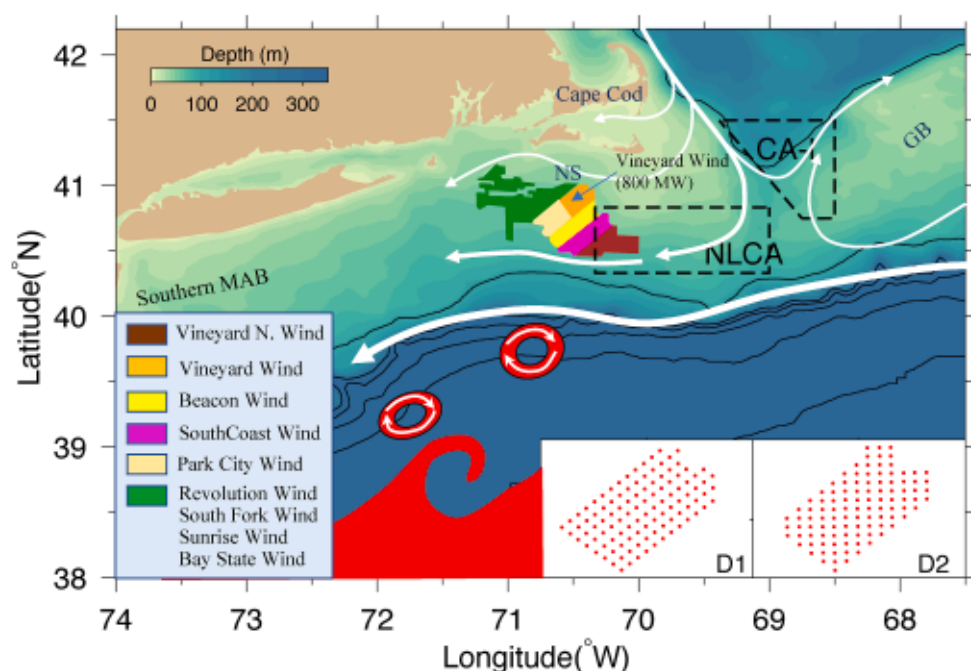 Depth (m)
0 100 200 300
42
41
40
39
38
Latitude(°N)
Cape Cod
NS
Vineyard Wind
(800 MW)
CA-I
GB
NLCA
Southern MAB
Vineyard N. Wind
Vineyard Wind
Beacon Wind
SouthCoast Wind
Park City Wind
Revolution Wind
South Fork Wind
Sunrise Wind
Bay State Wind
D1
D2
74 73 72 71 70 69 68
Longitude(°W)